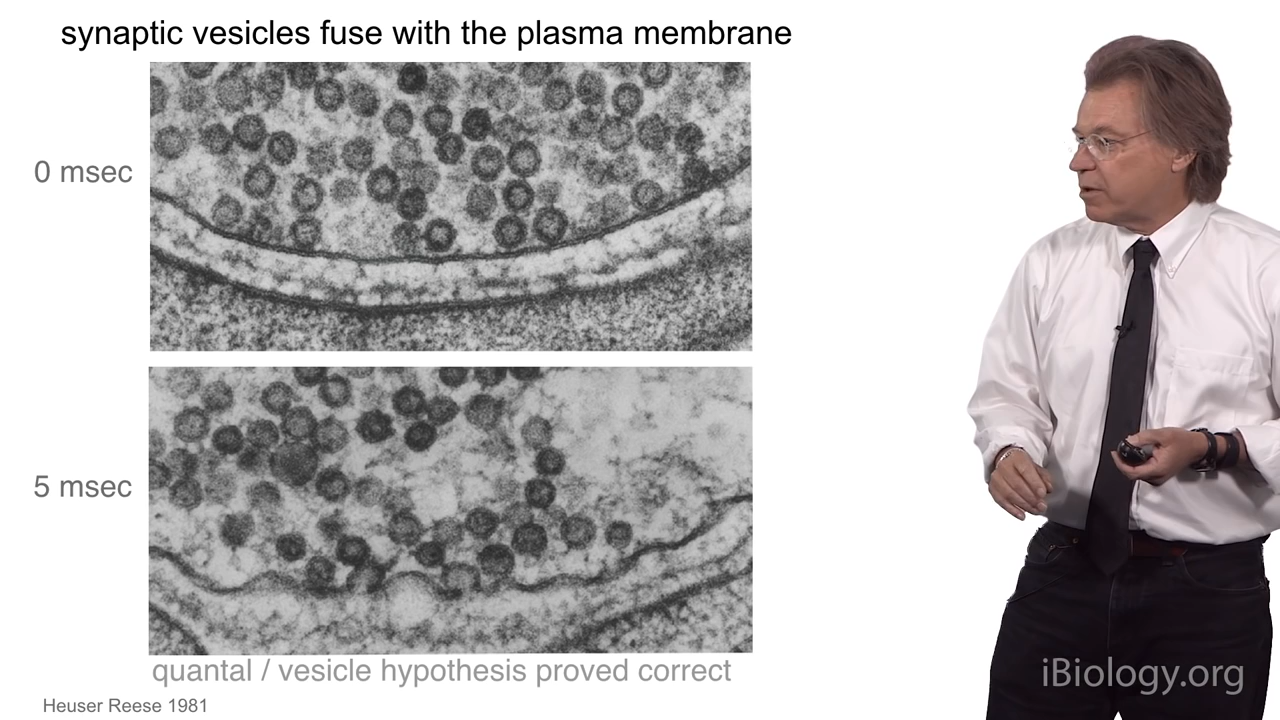 synaptic vesicles fuse with the plasma membrane
0 msec
5 msec
quantal / vesicle hypothesis proved correct
Heuser Reese 1981
iBiology.org